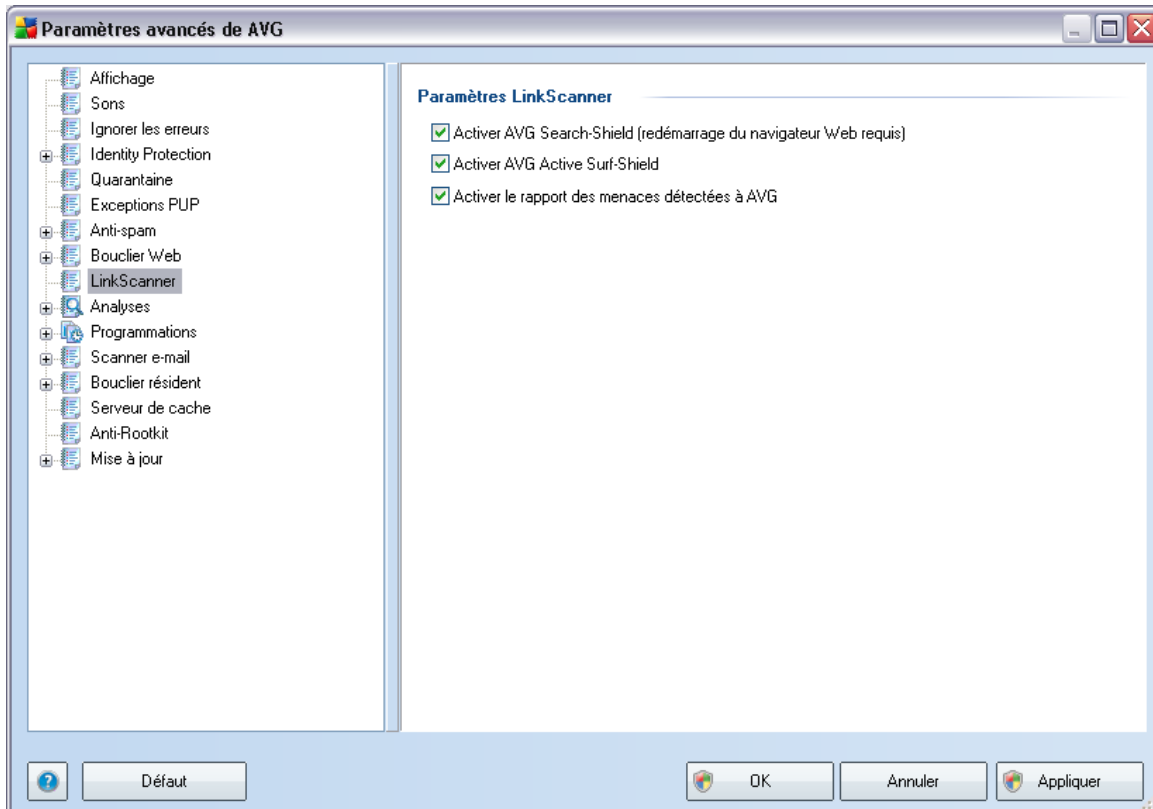 Paramètres avancés de AVG
Affichage
Sons
Ignorer les erreurs
Identity Protection
Quarantaine
Exceptions PUP
Anti-spam
Bouclier Web
LinkScanner
Analyses
Programmations
Scanner e-mail
Bouclier résident
Serveur de cache
Anti-Rootkit
Mise à jour
Paramètres LinkScanner
Activer AVG Search-Shield (redémarrage du navigateur Web requis)
Activer AVG Active Surf-Shield
Activer le rapport des menaces détectées à AVG
?
Défaut
OK
Annuler
Appliquer